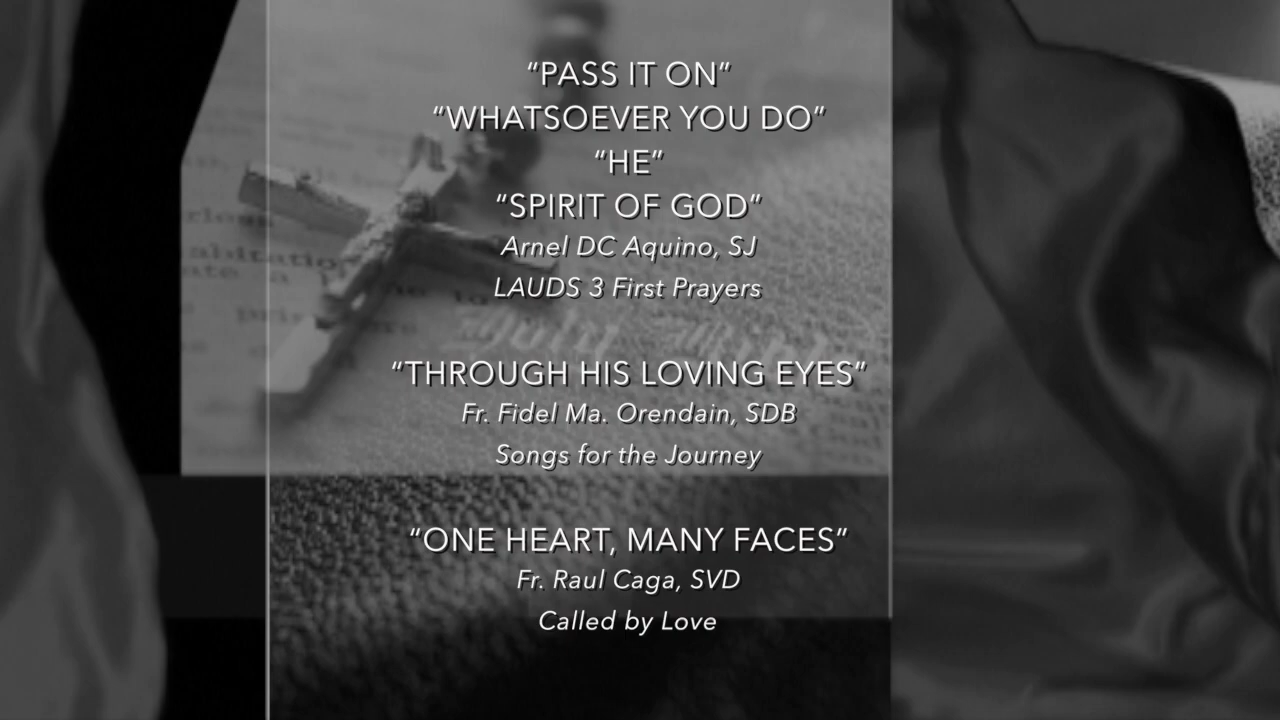 “PASS IT ON”
“WHATSOEVER YOU DO”
“HE”
“SPIRIT OF GOD”
Arnel DC Aquino, SJ
LAUDS 3 First Prayers
“THROUGH HIS LOVING EYES”
Fr. Fidel Ma. Orendain, SDB
Songs for the Journey
“ONE HEART, MANY FACES”
Fr. Raul Caga, SVD
Called by Love